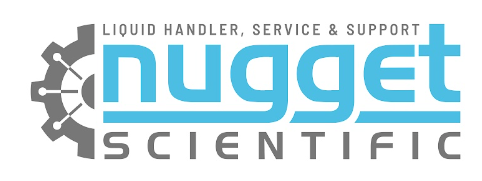 LIQUID HANDLER, SERVICE & SUPPORT
nugget
SCIENTIFIC